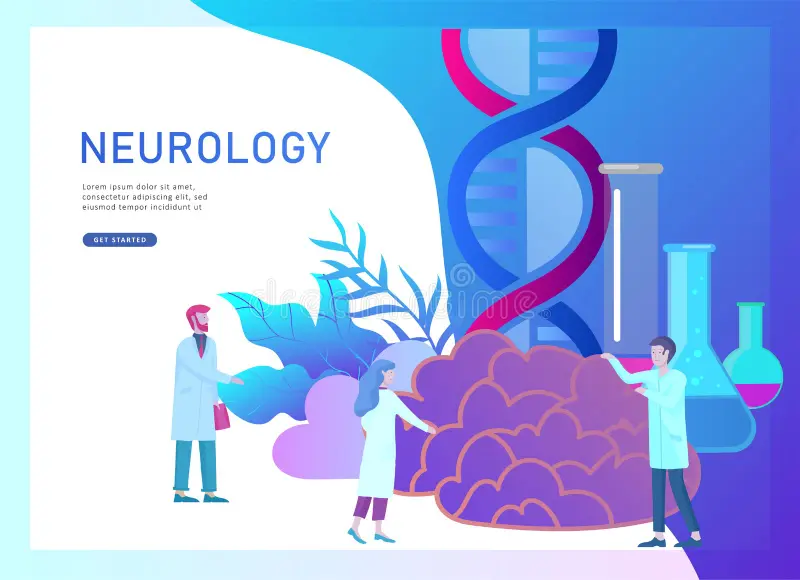 NEUROLOGY
Lorem ipsum dolor sit amet,
consectetur adipiscing elit, sed
eiusmod tempor incididunt ut
GET STARTED
dreamstime